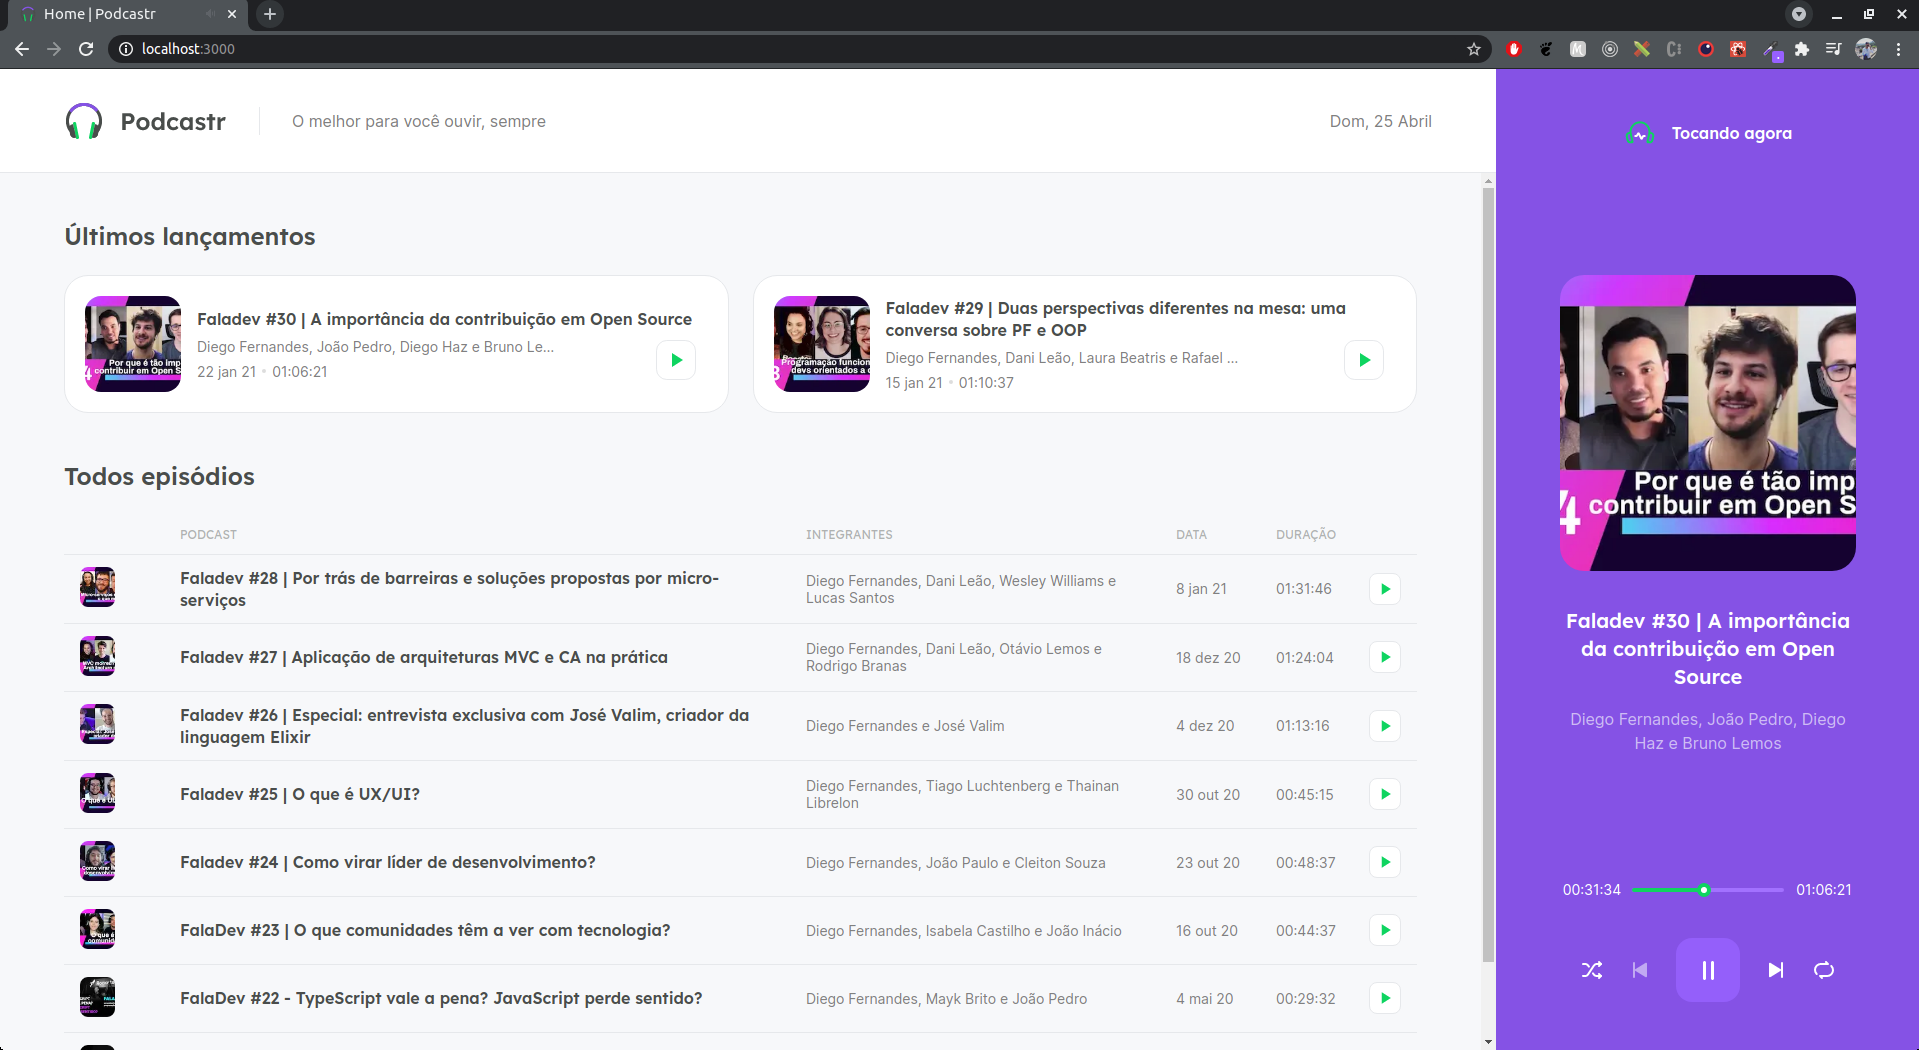 Home | Podcastr
localhost:3000
Podcastr
O melhor para você ouvir, sempre
Dom, 25 Abril
Últimos lançamentos
Por que é tão imp
4 contribuir em Open S
Faladev #30 | A importância da contribuição em Open Source
Diego Fernandes, João Pedro, Diego Haz e Bruno Le...
22 jan 21 • 01:06:21
Programação funcion
devs orientados a
Faladev #29 | Duas perspectivas diferentes na mesa: uma
conversa sobre PF e OOP
Diego Fernandes, Dani Leão, Laura Beatris e Rafael ...
15 jan 21 • 01:10:37
Todos episódios
PODCAST INTEGRANTES DATA DURAÇÃO
Faladev #28 | Por trás de barreiras e soluções propostas por micro-
serviços
Diego Fernandes, Dani Leão, Wesley Williams e
Lucas Santos
8 jan 21
01:31:46
Faladev #27 | Aplicação de arquiteturas MVC e CA na prática
Diego Fernandes, Dani Leão, Otávio Lemos e
Rodrigo Branas
18 dez 20
01:24:04
Faladev #26 | Especial: entrevista exclusiva com José Valim, criador da
linguagem Elixir
Diego Fernandes e José Valim
4 dez 20
01:13:16
Faladev #25 | O que é UX/UI?
Diego Fernandes, Tiago Luchtenberg e Thainan
Librelon
30 out 20
00:45:15
Faladev #24 | Como virar líder de desenvolvimento?
Diego Fernandes, João Paulo e Cleiton Souza
23 out 20
00:48:37
FalaDev #23 | O que comunidades têm a ver com tecnologia?
Diego Fernandes, Isabela Castilho e João Inácio
16 out 20
00:44:37
FalaDev #22 - TypeScript vale a pena? JavaScript perde sentido?
Diego Fernandes, Mayk Brito e João Pedro
4 mai 20
00:29:32
Tocando agora
Por que é tão imp
4 contribuir em Open S
Faladev #30 | A importância
da contribuição em Open
Source
Diego Fernandes, João Pedro, Diego
Haz e Bruno Lemos
00:31:34
01:06:21